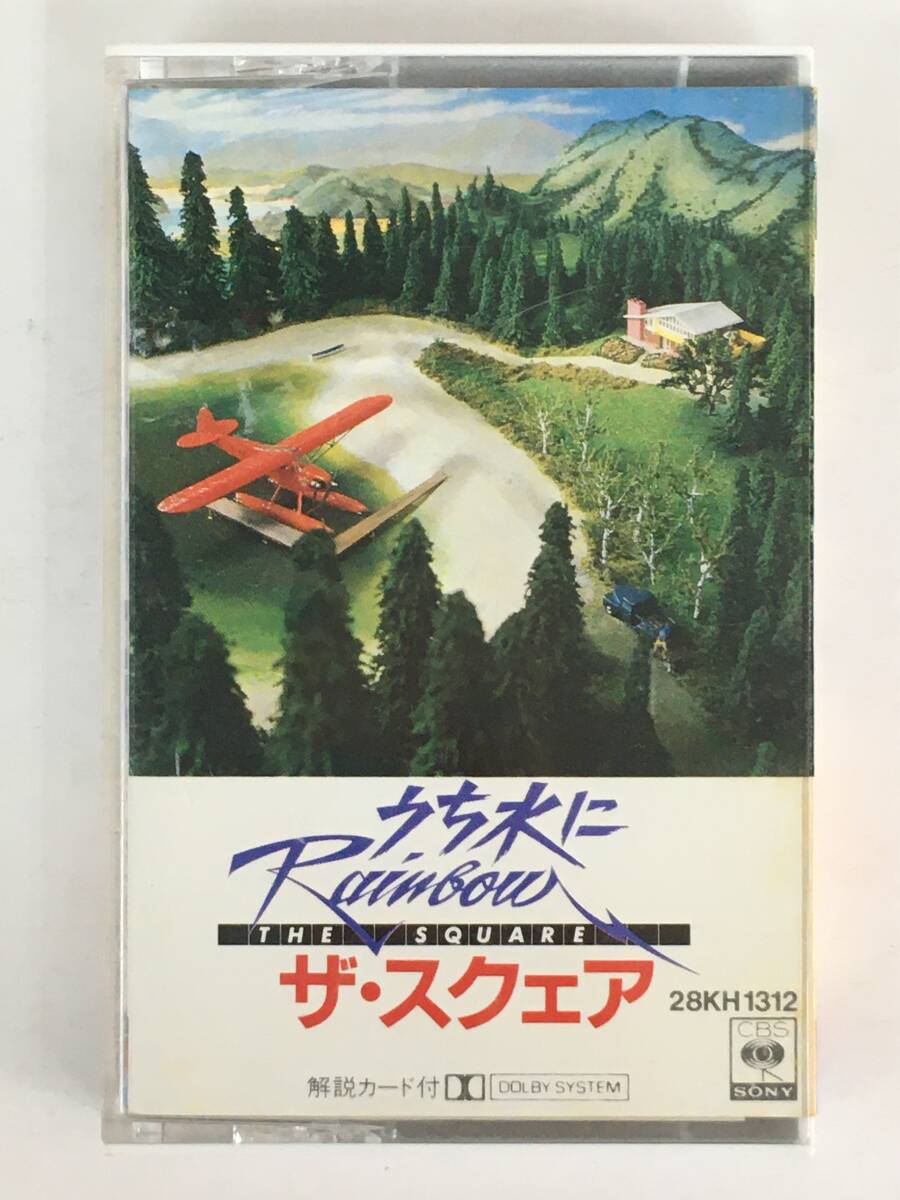 うち水に
Rainbow
THE SQUARE
ザ・スクェア
28KH1312
CBS
SONY
解説カード付 DOLBY SYSTEM